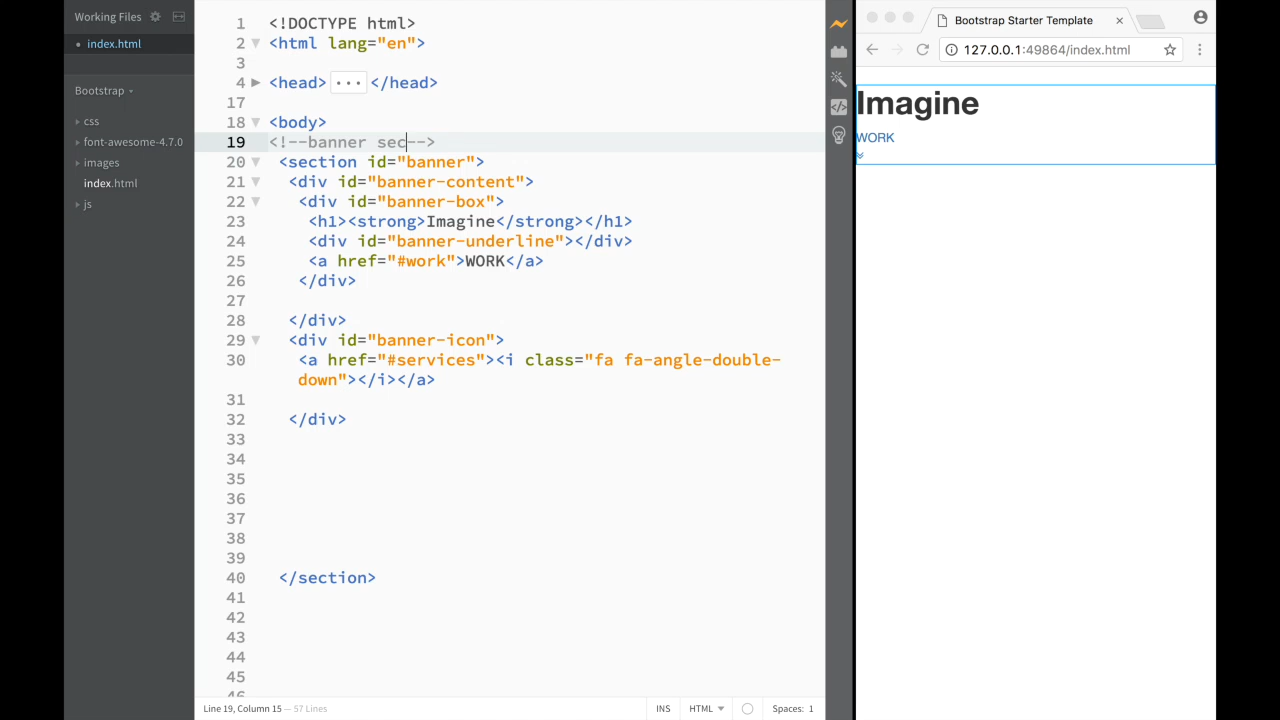 Working Files
index.html
Bootstrap
css
font-awesome-4.7.0
images
index.html
js
1 <!DOCTYPE html>
2 <html lang="en">
3
4 <head> ··· </head>
17
18 <body>
19 <!--banner sec-->
20 <section id="banner">
21 <div id="banner-content">
22 <div id="banner-box">
23 <h1><strong>Imagine</strong></h1>
24 <div id="banner-underline"></div>
25 <a href="#work">WORK</a>
26 </div>
27
28 </div>
29 <div id="banner-icon">
30 <a href="#services"><i class="fa fa-angle-double-
down"></i></a>
31
32 </div>
33
34
35
36
37
38
39
40 </section>
41
42
43
44
45
46
Line 19, Column 15 — 57 Lines
INS
HTML
Spaces: 1
Bootstrap Starter Template
127.0.0.1:49864/index.html
Imagine
WORK